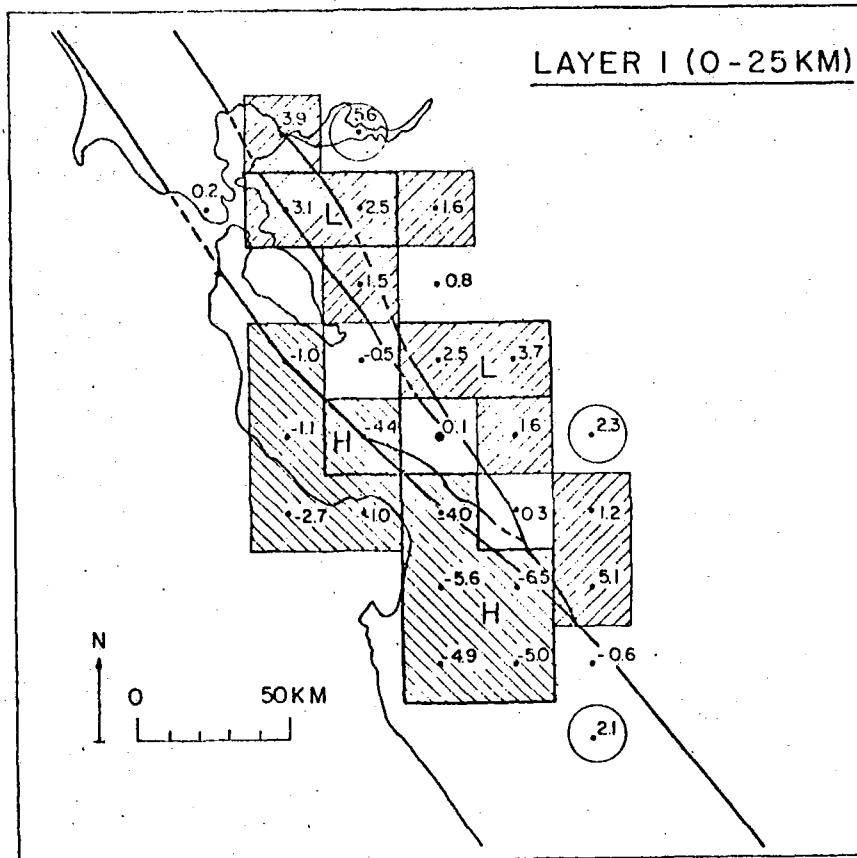 LAYER 1 (0-25KM)
3.9 5.6
0.2 3.1 L 2.5 1.6
1.5 0.8
-1.0 -0.5 2.5 L 3.7
-1.1 H -4.4 0.1 1.6 2.3
-2.7 -1.0 -4.0 0.3 1.2
-5.6 -6.5 5.1
H
-4.9 -5.0 -0.6
N
0 50KM
2.1